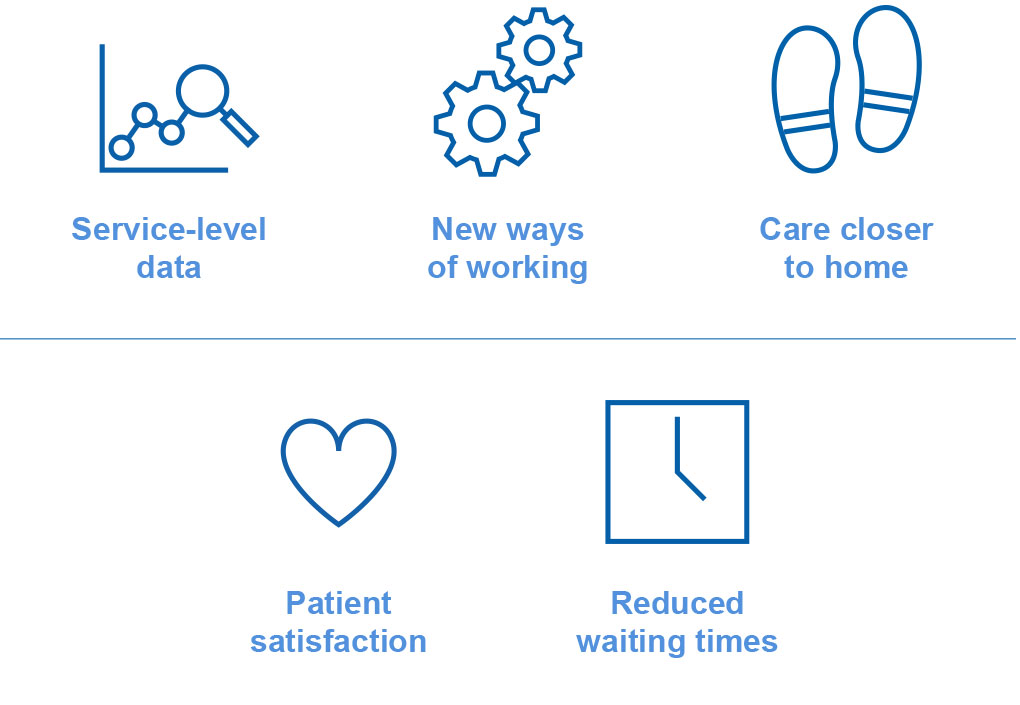 Service-level
data
New ways
of working
Care closer
to home
Patient
satisfaction
Reduced
waiting times